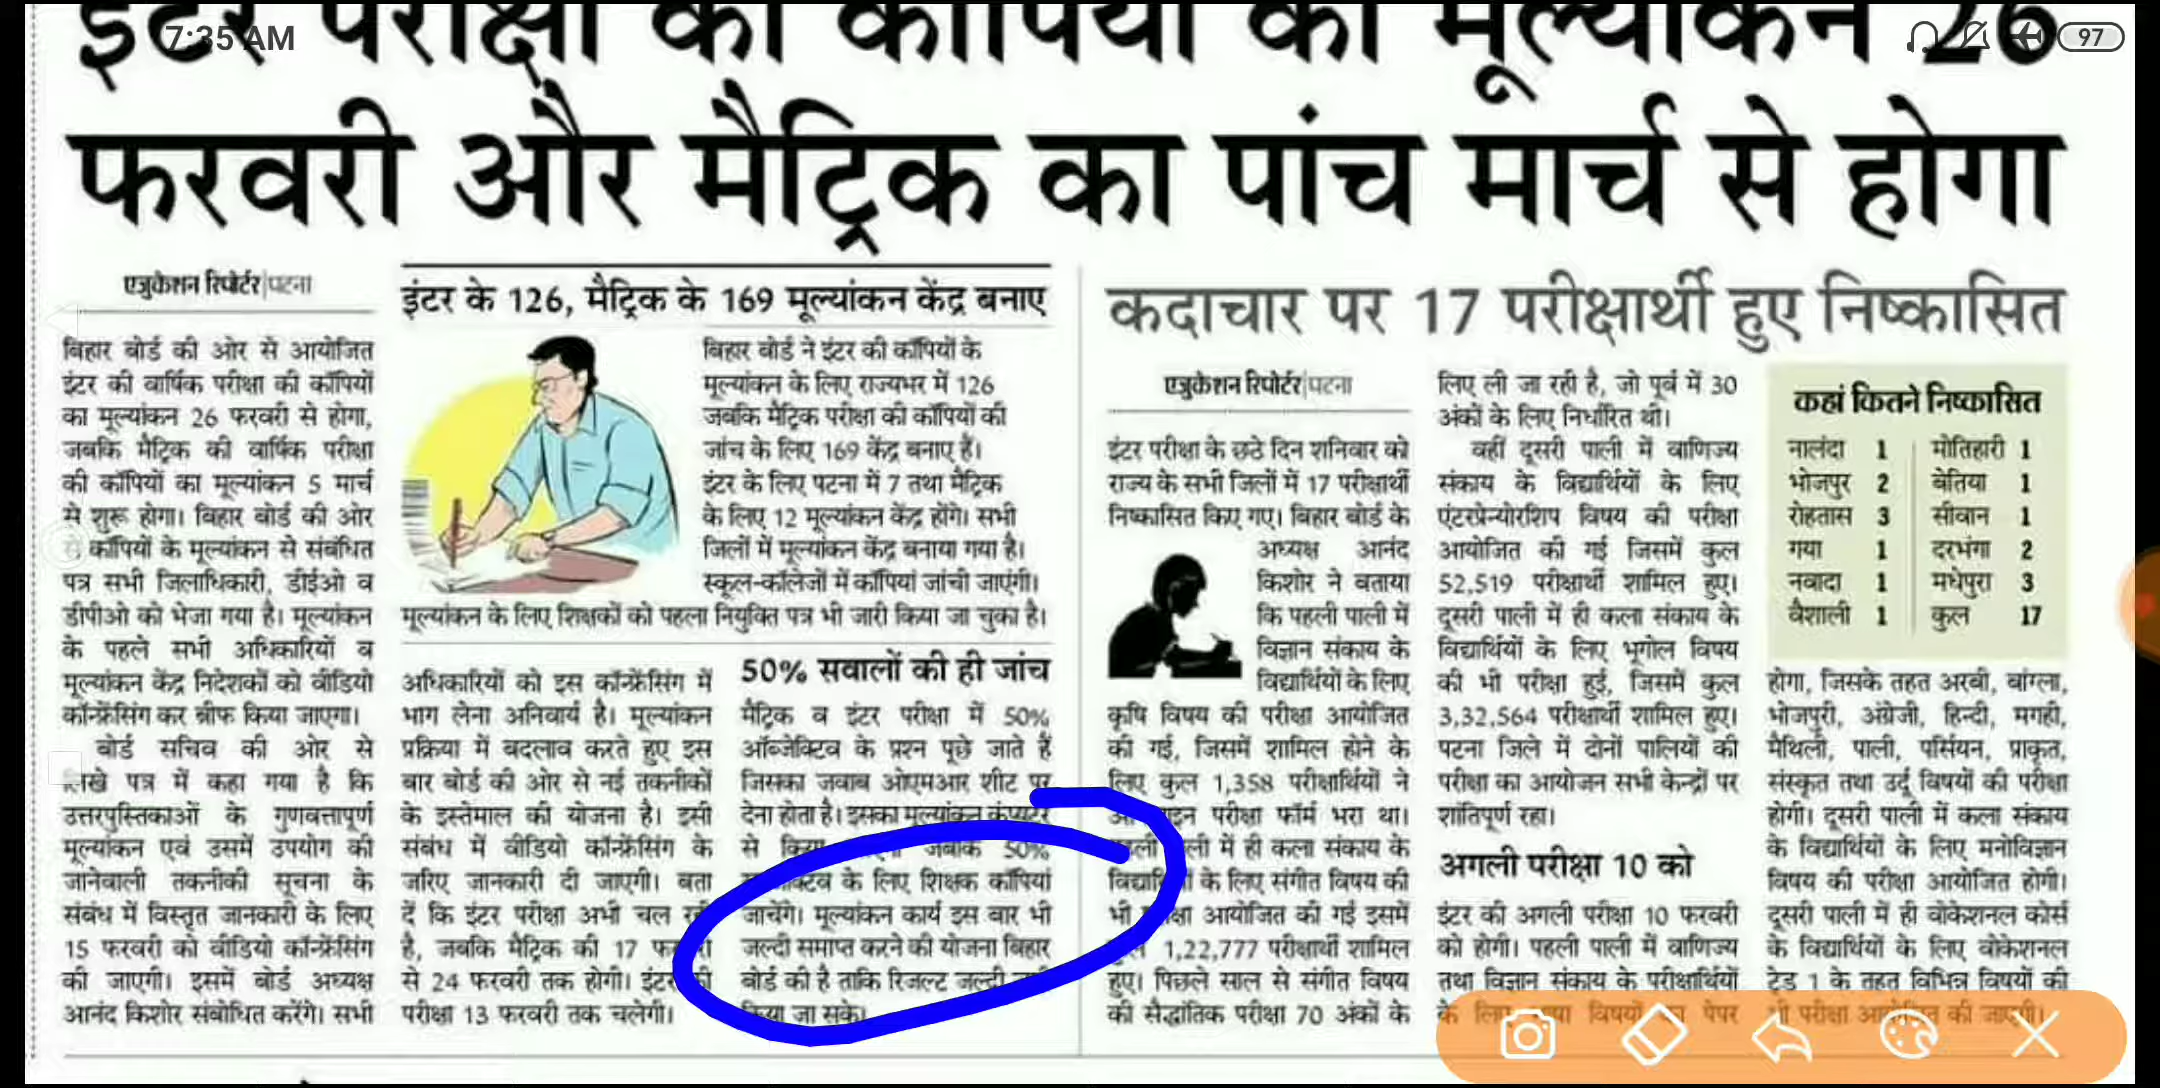 7:35 AM
97
इंटर परीक्षा की कॉपियों का मूल्यांकन 26
फरवरी और मैट्रिक का पांच मार्च से होगा
एजुकेशन रिपोर्टर|पटना
बिहार बोर्ड की ओर से आयोजित
इंटर की वार्षिक परीक्षा की कॉपियों
का मूल्यांकन 26 फरवरी से होगा,
जबकि मैट्रिक की वार्षिक परीक्षा
की कॉपियों का मूल्यांकन 5 मार्च
से शुरू होगा। बिहार बोर्ड की ओर
से कॉपियों के मूल्यांकन से संबंधित
पत्र सभी जिलाधिकारी, डीईओ व
डीपीओ को भेजा गया है। मूल्यांकन
के पहले सभी अधिकारियों व
मूल्यांकन केंद्र निदेशकों को वीडियो
कॉन्फ्रेंसिंग कर ब्रीफ किया जाएगा।
बोर्ड सचिव की ओर से
लिखे पत्र में कहा गया है कि
उत्तरपुस्तिकाओं के गुणवत्तापूर्ण
मूल्यांकन एवं उसमें उपयोग की
जानेवाली तकनीकी सूचना के
संबंध में विस्तृत जानकारी के लिए
15 फरवरी को वीडियो कॉन्फ्रेंसिंग
की जाएगी। इसमें बोर्ड अध्यक्ष
आनंद किशोर संबोधित करेंगे। सभी
इंटर के 126, मैट्रिक के 169 मूल्यांकन केंद्र बनाए
बिहार बोर्ड ने इंटर की कॉपियों के
मूल्यांकन के लिए राज्यभर में 126
जबकि मैट्रिक परीक्षा की कॉपियों की
जांच के लिए 169 केंद्र बनाए हैं।
इंटर के लिए पटना में 7 तथा मैट्रिक
के लिए 12 मूल्यांकन केंद्र होंगे। सभी
जिलों में मूल्यांकन केंद्र बनाया गया है।
स्कूल-कॉलेजों में कॉपियां जांची जाएंगी।
मूल्यांकन के लिए शिक्षकों को पहला नियुक्ति पत्र भी जारी किया जा चुका है।
अधिकारियों को इस कॉन्फ्रेंसिंग में
भाग लेना अनिवार्य है। मूल्यांकन
प्रक्रिया में बदलाव करते हुए इस
बार बोर्ड की ओर से नई तकनीकों
के इस्तेमाल की योजना है। इसी
संबंध में वीडियो कॉन्फ्रेंसिंग के
जरिए जानकारी दी जाएगी। बता
दें कि इंटर परीक्षा अभी चल रही
है, जबकि मैट्रिक की 17 फरवरी
से 24 फरवरी तक होगी। इंटर की
परीक्षा 13 फरवरी तक चलेगी।
50% सवालों की ही जांच
मैट्रिक व इंटर परीक्षा में 50%
ऑब्जेक्टिव के प्रश्न पूछे जाते हैं
जिसका जवाब ओएमआर शीट पर
देना होता है। इसका मूल्यांकन कंप्यूटर
से किया जबकि 50%
के लिए शिक्षक कॉपियां
जांचेंगे। मूल्यांकन कार्य इस बार भी
जल्दी समाप्त करने की योजना बिहार
बोर्ड की है ताकि रिजल्ट जल्दी
किया जा सके।
कदाचार पर 17 परीक्षार्थी हुए निष्कासित
एजुकेशन रिपोर्टर|पटना
इंटर परीक्षा के छठे दिन शनिवार को
राज्य के सभी जिलों में 17 परीक्षार्थी
निष्कासित किए गए। बिहार बोर्ड के
अध्यक्ष आनंद
किशोर ने बताया
कि पहली पाली में
विज्ञान संकाय के
विद्यार्थियों के लिए
कृषि विषय की परीक्षा आयोजित
की गई, जिसमें शामिल होने के
लिए कुल 1,358 परीक्षार्थियों ने
परीक्षा फॉर्म भरा था।
में ही कला संकाय के
के लिए संगीत विषय की
भी परीक्षा आयोजित की गई इसमें
1,22,777 परीक्षार्थी शामिल
हुए। पिछले साल से संगीत विषय
की सैद्धांतिक परीक्षा 70 अंकों के
लिए ली जा रही है, जो पूर्व में 30
अंकों के लिए निर्धारित थी।
वहीं दूसरी पाली में वाणिज्य
संकाय के विद्यार्थियों के लिए
एंटरप्रेन्योरशिप विषय की परीक्षा
आयोजित की गई जिसमें कुल
52,519 परीक्षार्थी शामिल हुए।
दूसरी पाली में ही कला संकाय के
विद्यार्थियों के लिए भूगोल विषय
की भी परीक्षा हुई, जिसमें कुल
3,32,564 परीक्षार्थी शामिल हुए।
पटना जिले में दोनों पालियों की
परीक्षा का आयोजन सभी केन्द्रों पर
शांतिपूर्ण रहा।
अगली परीक्षा 10 को
इंटर की अगली परीक्षा 10 फरवरी
को होगी। पहली पाली में वाणिज्य
तथा विज्ञान संकाय के परीक्षार्थियों
के लिए विषयों का पेपर
कहां कितने निष्कासित
नालंदा 1 मोतिहारी 1
भोजपुर 2 बेतिया 1
रोहतास 3 सीवान 1
गया 1 दरभंगा 2
नवादा 1 मधेपुरा 3
वैशाली 1 कुल 17
होगा, जिसके तहत अरबी, बांग्ला,
भोजपुरी, अंग्रेजी, हिन्दी, मगही,
मैथिली, पाली, पर्सियन, प्राकृत,
संस्कृत तथा उर्दू विषयों की परीक्षा
होगी। दूसरी पाली में कला संकाय
के विद्यार्थियों के लिए मनोविज्ञान
विषय की परीक्षा आयोजित होगी।
दूसरी पाली में ही वोकेशनल कोर्स
के विद्यार्थियों के लिए वोकेशनल
ट्रेड 1 के तहत विभिन्न विषयों की
भी परीक्षा आयोजित की जाएगी।